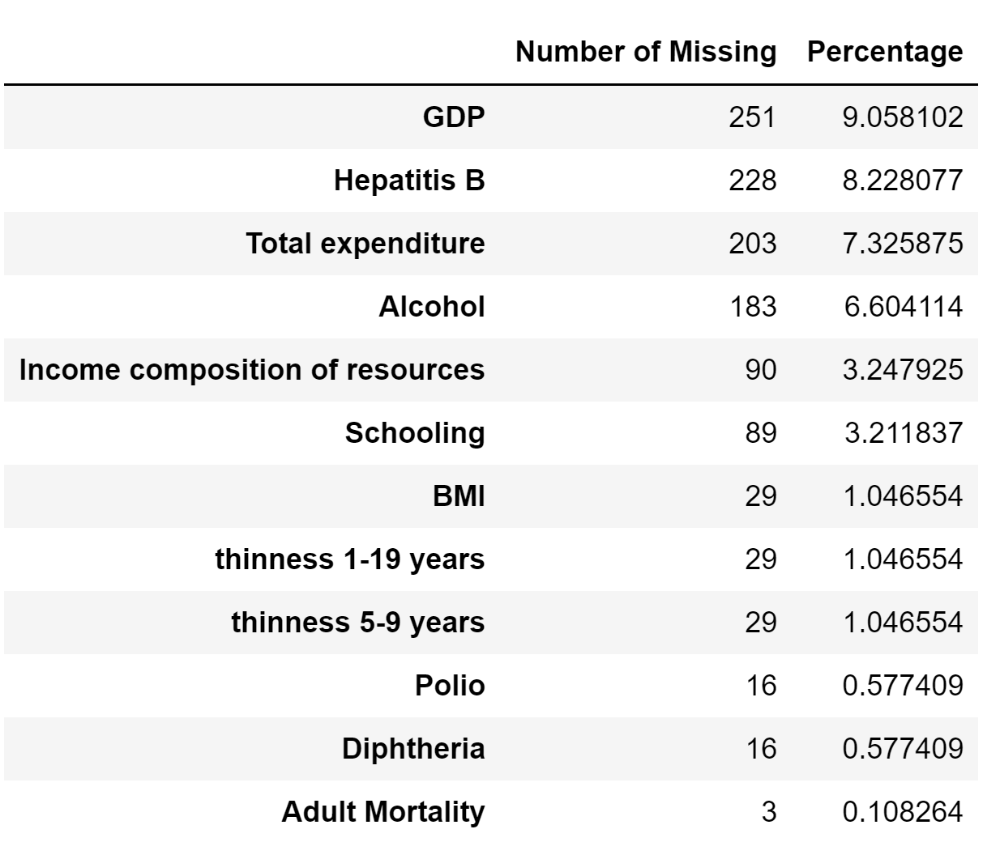 Number of Missing Percentage
GDP 251 9.058102
Hepatitis B 228 8.228077
Total expenditure 203 7.325875
Alcohol 183 6.604114
Income composition of resources 90 3.247925
Schooling 89 3.211837
BMI 29 1.046554
thinness 1-19 years 29 1.046554
thinness 5-9 years 29 1.046554
Polio 16 0.577409
Diphtheria 16 0.577409
Adult Mortality 3 0.108264